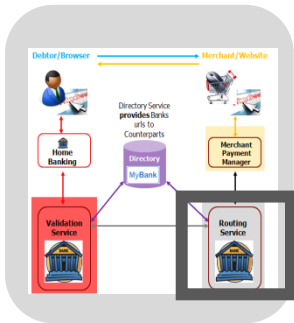 Debtor/Browser
Merchant/Website
Directory Service
provides Banks
urls to
Counterparts
Home
Banking
Directory
MyBank
Merchant
Payment
Manager
Validation
Service
Routing
Service